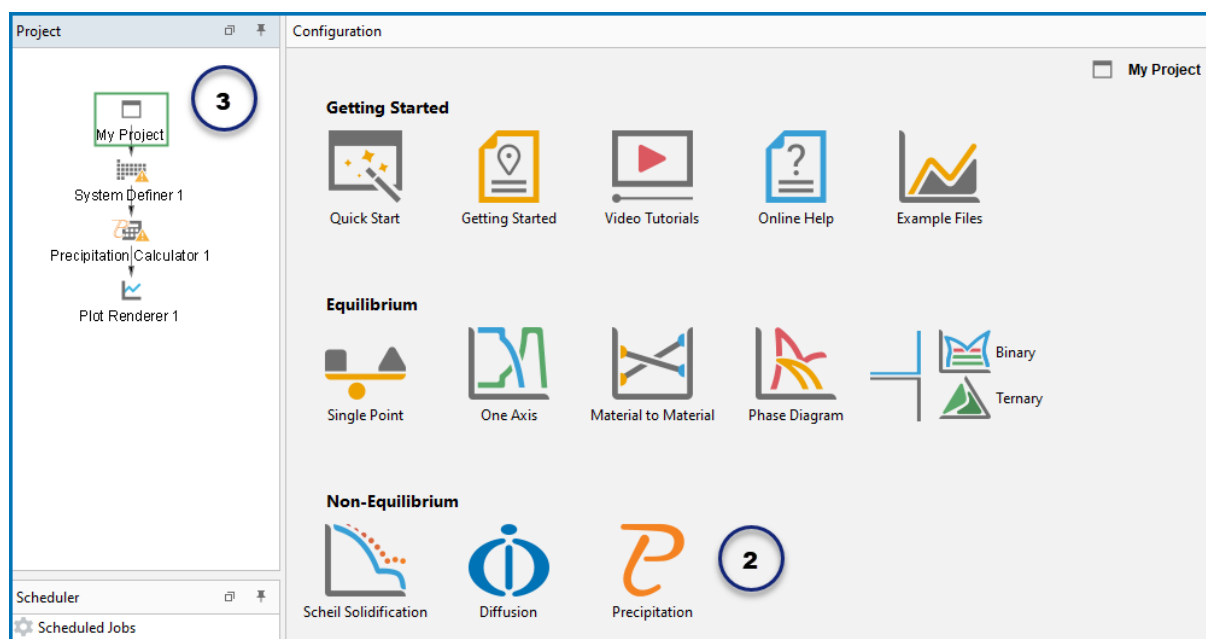 Project
Configuration
My Project
3
My Project
System Definer 1
Precipitation Calculator 1
Plot Renderer 1
Getting Started
Quick Start
Getting Started
Video Tutorials
?
Online Help
Example Files
Equilibrium
Single Point
One Axis
Material to Material
Phase Diagram
Binary
Ternary
Non-Equilibrium
Scheil Solidification
Diffusion
Precipitation
2
Scheduler
Scheduled Jobs